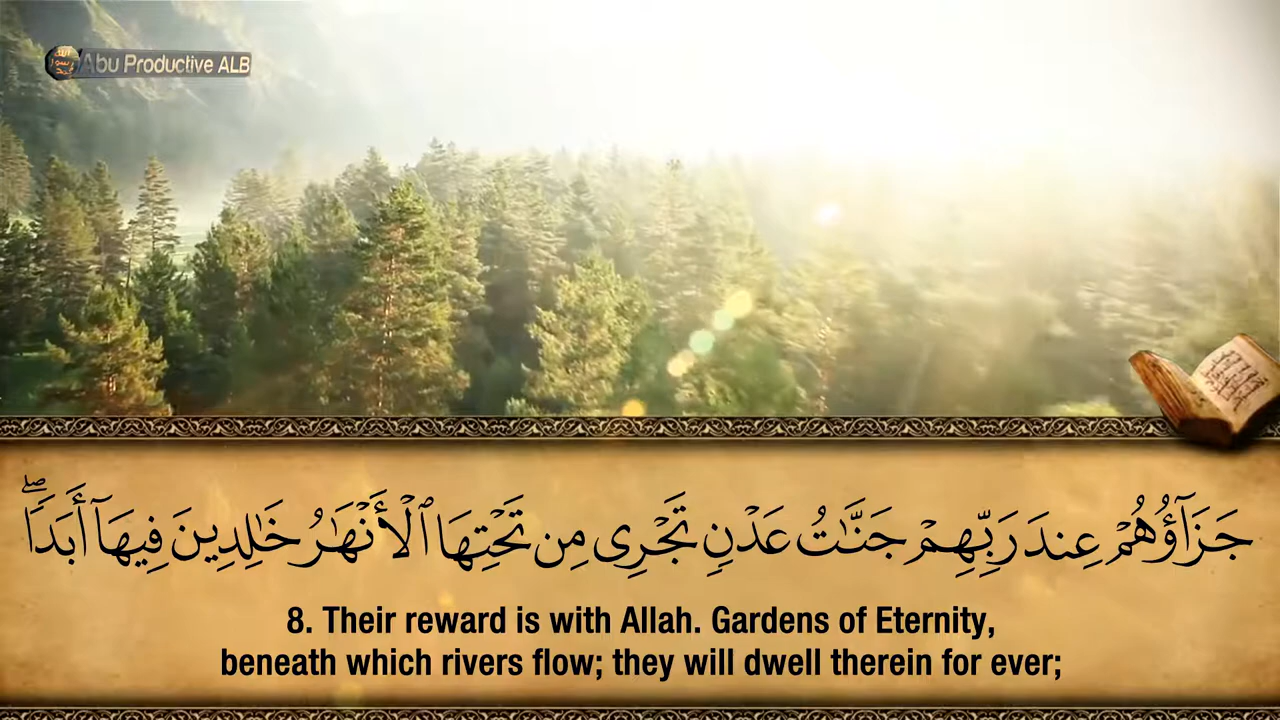 Abu Productive ALB
جَزَآؤُهُمْ عِندَ رَبِّهِمْ جَنَّٰتُ عَدْنٍ تَجْرِى مِن تَحْتِهَا ٱلْأَنْهَٰرُ خَٰلِدِينَ فِيهَآ أَبَدًا ۖ
8. Their reward is with Allah. Gardens of Eternity,
beneath which rivers flow; they will dwell therein for ever;